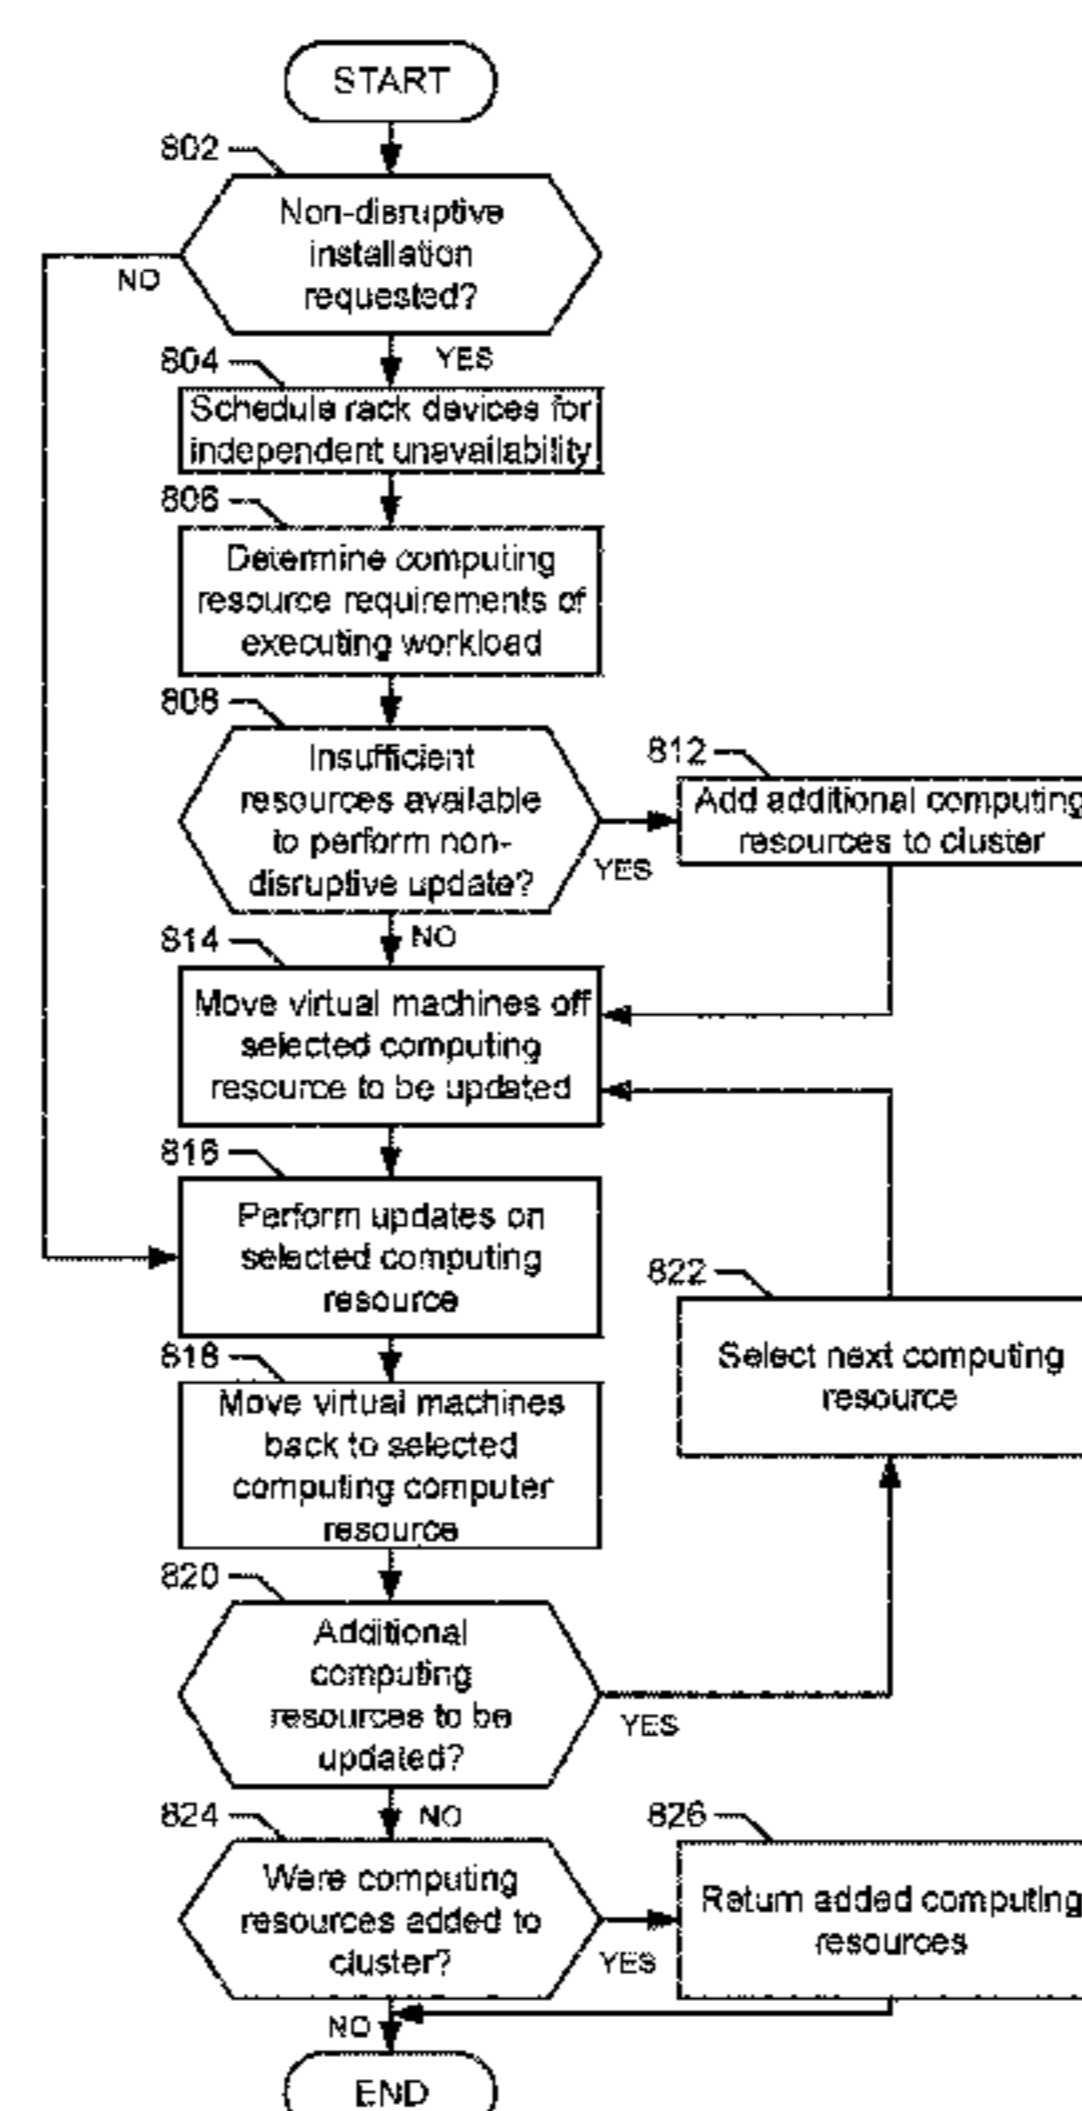 START
802
Non-disruptive
installation
requested?
NO
YES
804
Schedule rack devices for
independent unavailability
806
Determine computing
resource requirements of
executing workload
808
Insufficient
resources available
to perform non-
disruptive update?
YES
812
Add additional computing
resources to cluster
NO
814
Move virtual machines off
selected computing
resource to be updated
816
Perform updates on
selected computing
resource
822
Select next computing
resource
818
Move virtual machines
back to selected
computing computer
resource
820
Additional
computing
resources to be
updated?
YES
NO
824
Were computing
resources added to
cluster?
YES
826
Return added computing
resources
NO
END